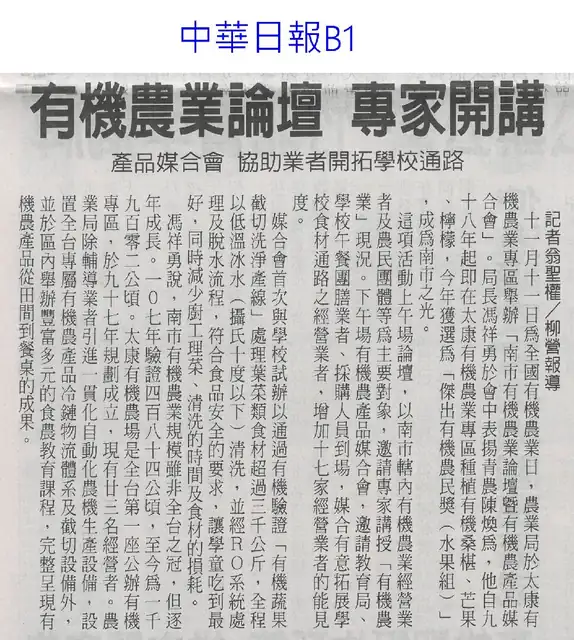 中華日報B1
有機農業論壇 專家開講
產品媒合會 協助業者開拓學校通路
記者翁聖權／柳營報導
十一月十一日為全國有機農業日，農業局於太康有
機農業專區舉辦「南市有機農業論壇暨有機農產品媒
合會」。局長馮祥勇於會中表揚青農陳煥為，他自九
十八年起即在太康有機農業專區種植有機桑椹、芒果
、檸檬，今年獲選為「傑出有機農民獎（水果組）」
，成為南市之光。
這項活動上午場論壇，以南市轄內有機農業經營業
者及農民團體等為主要對象，邀請專家講授「有機農
業」現況。下午場有機農產品媒合會，邀請教育局、
學校午餐團膳業者、採購人員到場，媒合有意拓展學
校食材通路之經營業者，增加十七家經營業者的能見
度。
媒合會首次與學校試辦以通過有機驗證「有機蔬果
截切洗淨產線」處理葉菜類食材超過三千公斤，全程
以低溫冰水（攝氏十度以下）清洗，並經RO系統處
理及脫水流程，符合食品安全的要求，讓學童吃到最
好，同時減少廚工理菜、清洗的時間及食材的損耗。
馮祥勇說，南市有機農業規模雖非全台之冠，但逐
年成長。一０七年驗證四百八十四公頃，至今為一千
九百零二公頃。太康有機農場是全台第一座公辦有機
專區，於九十七年規劃成立，現有廿三名經營者。農
業局除輔導業者引進一貫化自動化農機生產設備，設
置全台專屬有機農產品冷鏈物流體系及截切設備外，
並於區內舉辦豐富多元的食農教育課程，完整呈現有
機農產品從田間到餐桌的成果。